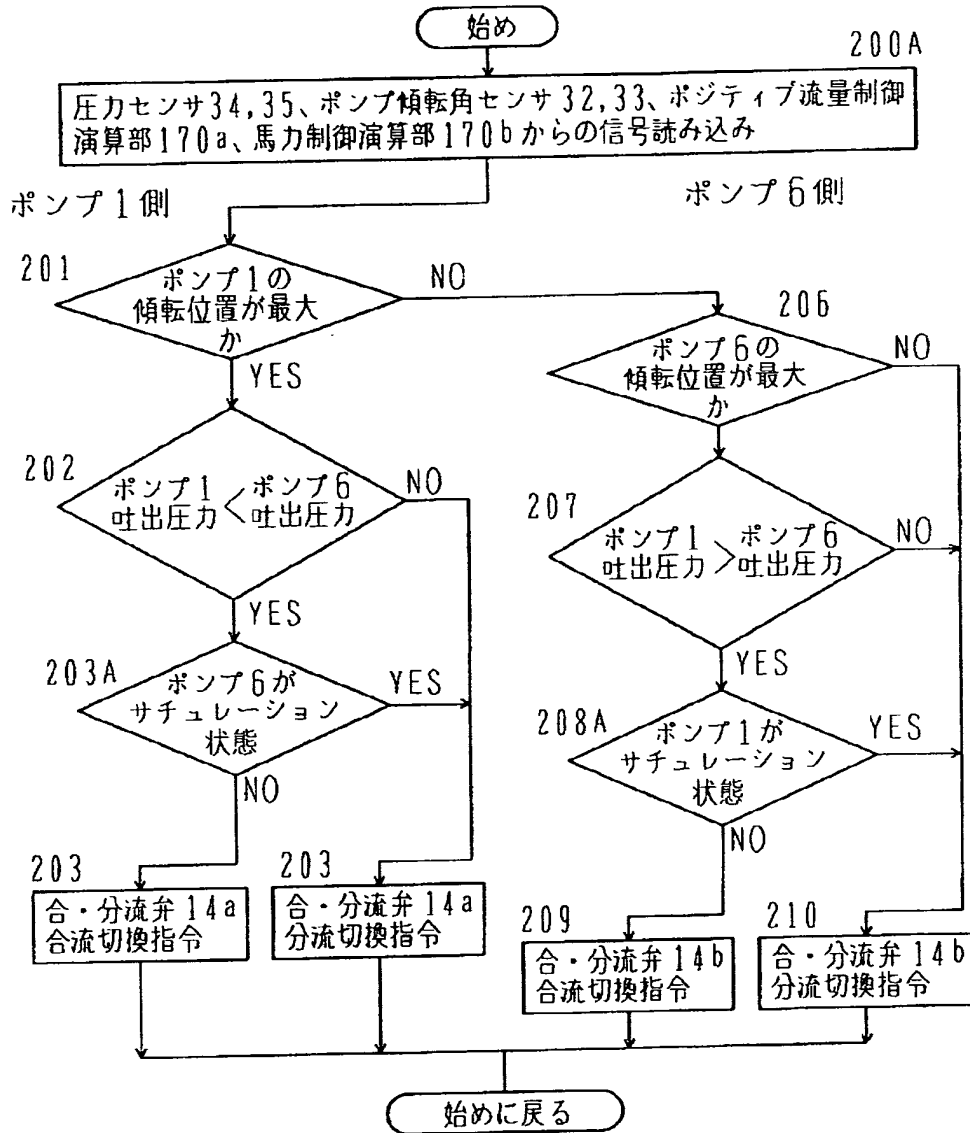 始め
200A
圧力センサ34,35、ポンプ傾転角センサ32,33、ポジティブ流量制御
演算部170a、馬力制御演算部170bからの信号読み込み
ポンプ1側
ポンプ6側
201
ポンプ1の
傾転位置が最大
か
NO
YES
206
ポンプ6の
傾転位置が最大
か
NO
202
ポンプ1 < ポンプ6
吐出圧力 吐出圧力
NO
YES
207
ポンプ1 > ポンプ6
吐出圧力 吐出圧力
NO
YES
203A
ポンプ6が
サチュレーション
状態
YES
NO
208A
ポンプ1が
サチュレーション
状態
YES
NO
203
合・分流弁14a
合流切換指令
203
合・分流弁14a
分流切換指令
209
合・分流弁14b
合流切換指令
210
合・分流弁14b
分流切換指令
始めに戻る